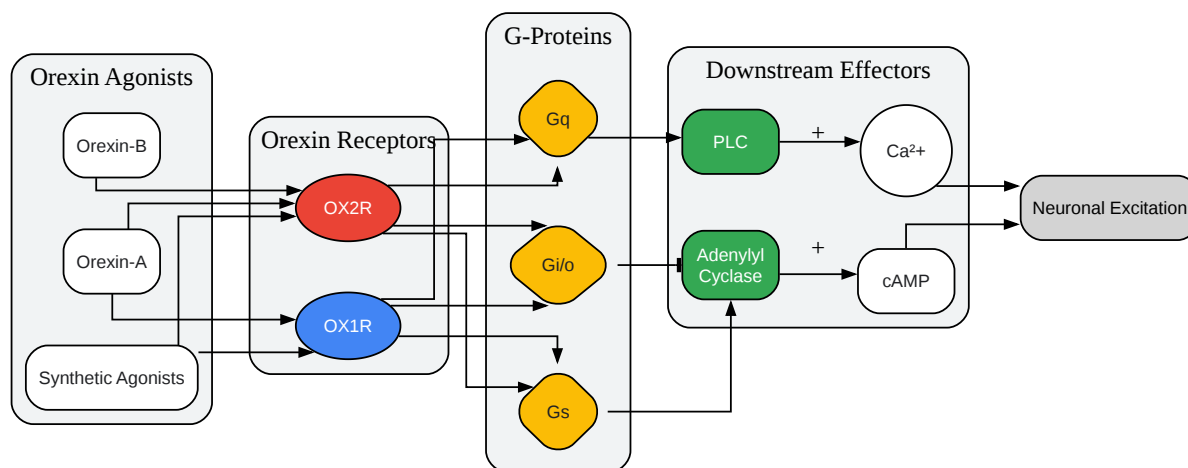 G-Proteins
Orexin Agonists
Downstream Effectors
Orexin Receptors
Orexin-B
Orexin-A
Synthetic Agonists
OX2R
OX1R
Gq
Gi/o
Gs
PLC
+
Ca²+
Adenylyl
Cyclase
+
cAMP
Neuronal Excitation